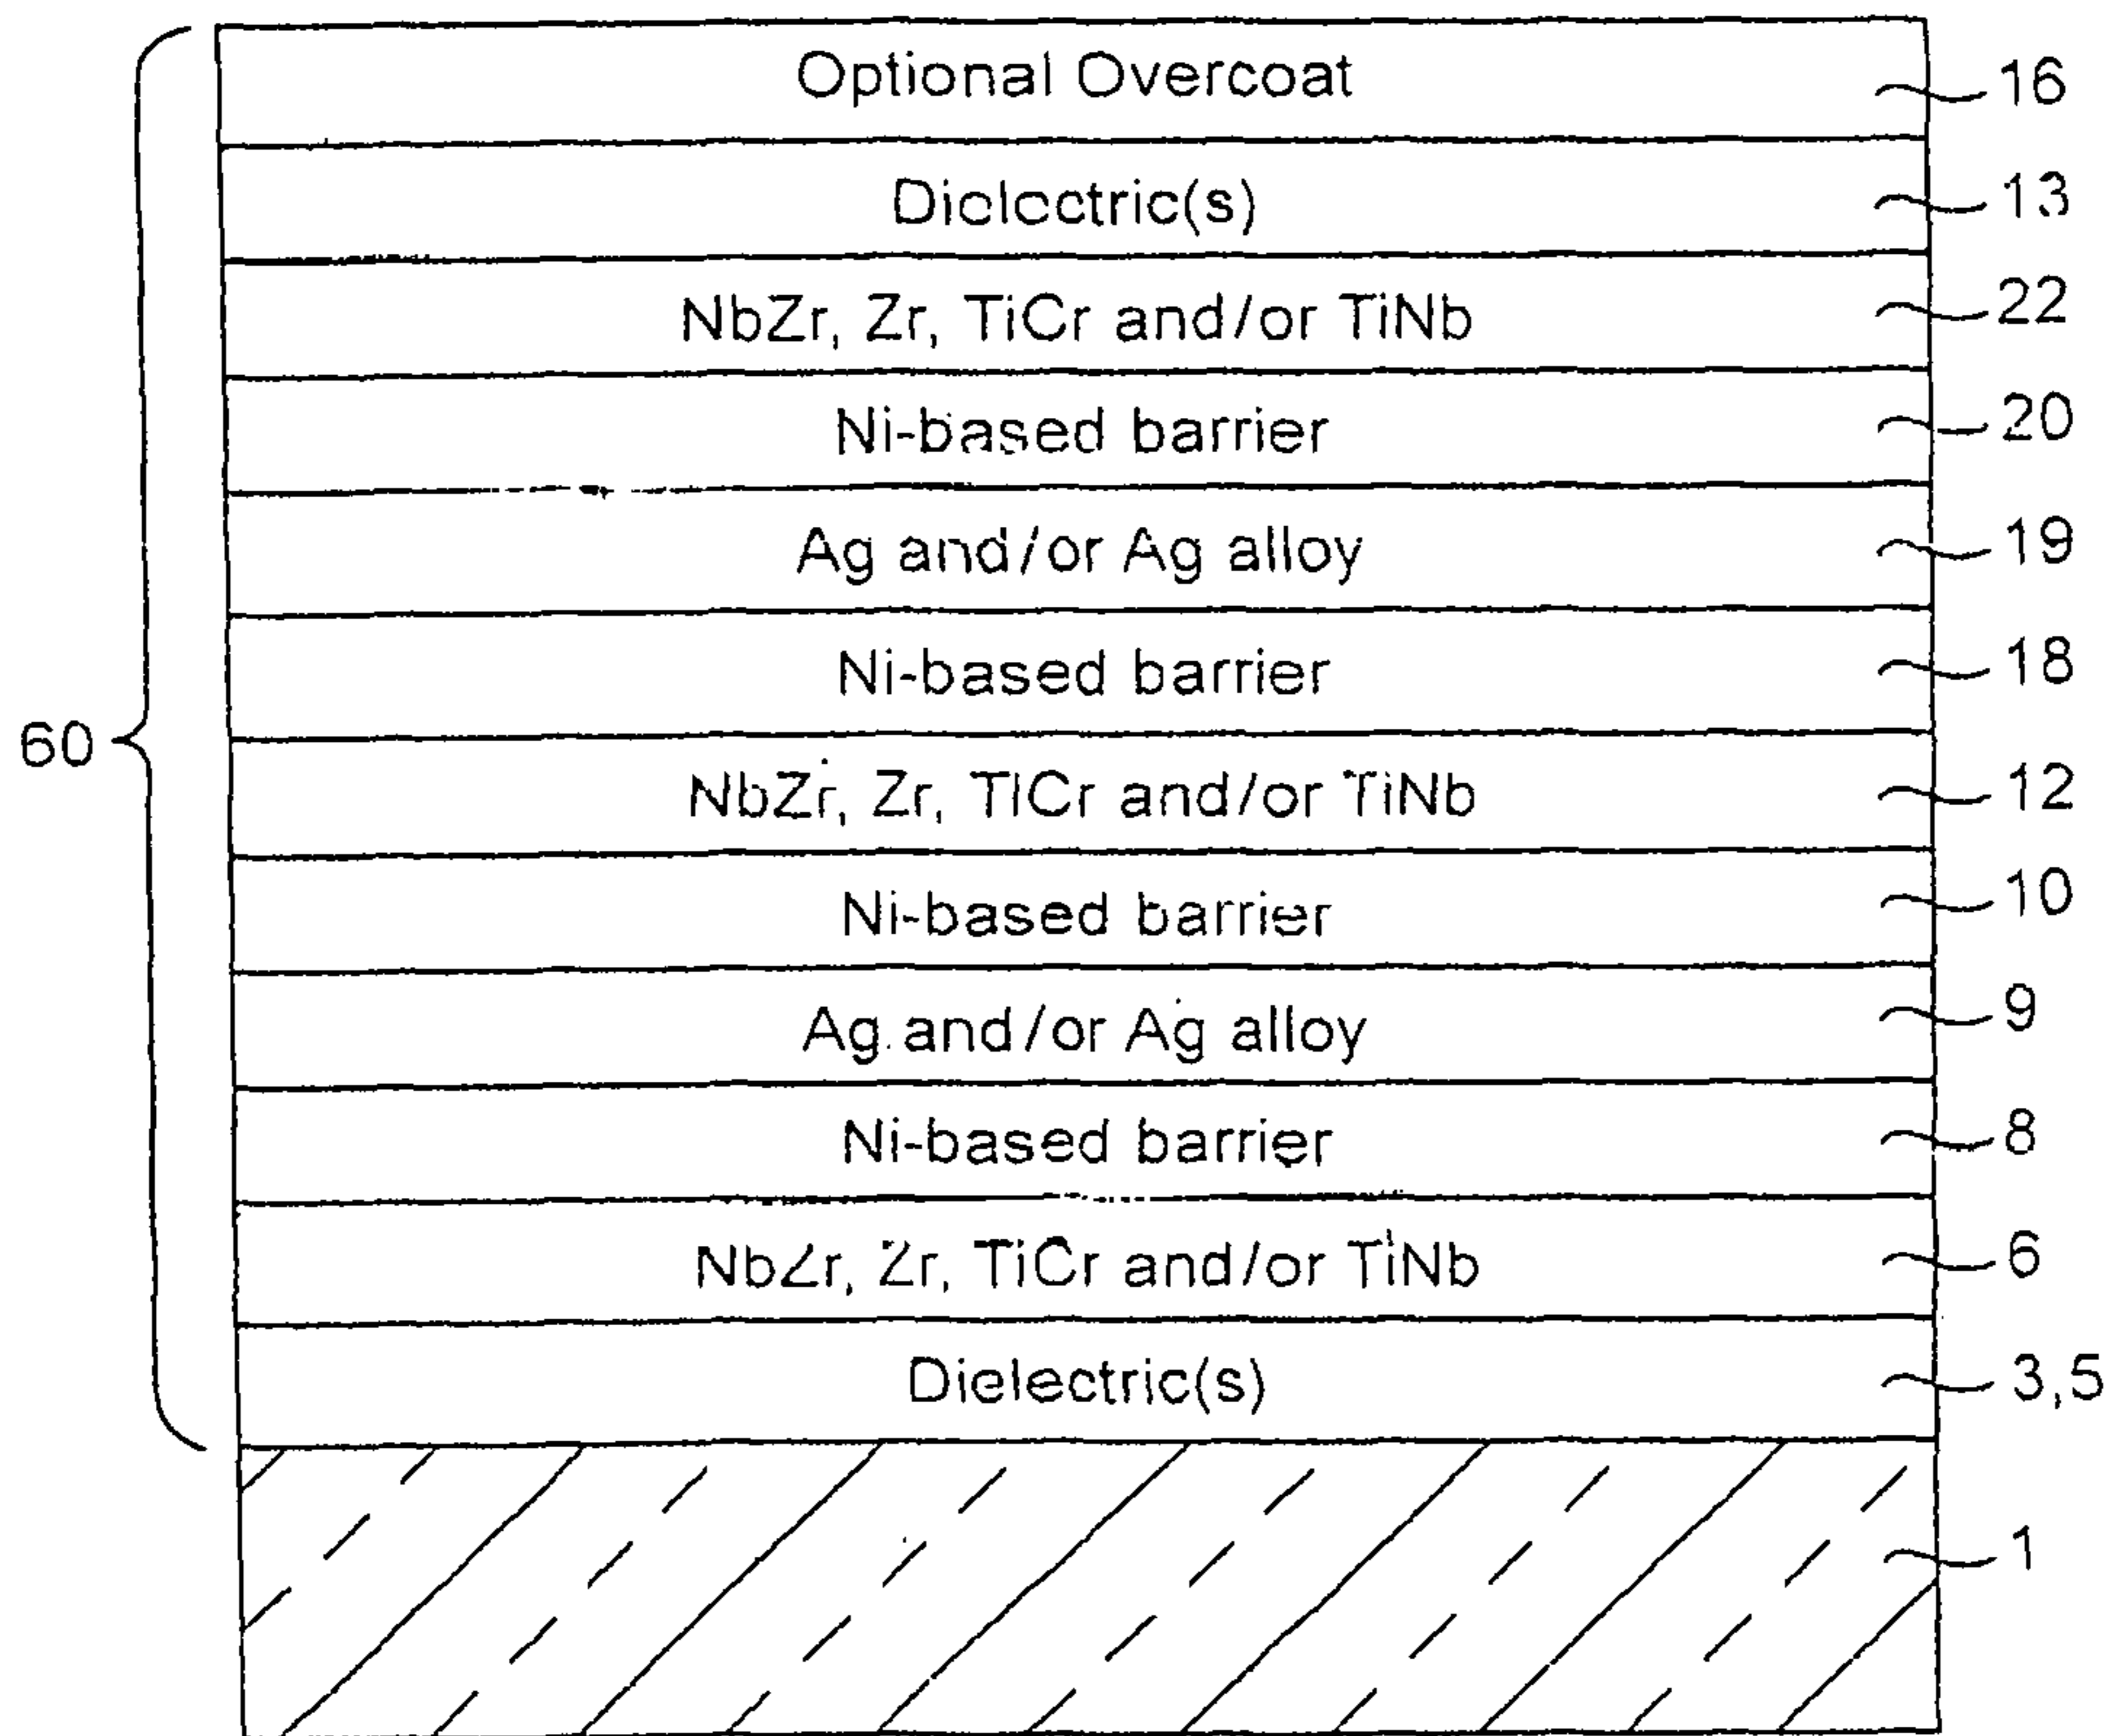 Optional Overcoat 16
Dielectric(s) 13
NbZr, Zr, TiCr and/or TiNb 22
Ni-based barrier 20
Ag and/or Ag alloy 19
Ni-based barrier 18
60
NbZr, Zr, TiCr and/or TiNb 12
Ni-based barrier 10
Ag and/or Ag alloy 9
Ni-based barrier 8
NbZr, Zr, TiCr and/or TiNb 6
Dielectric(s) 3,5
1